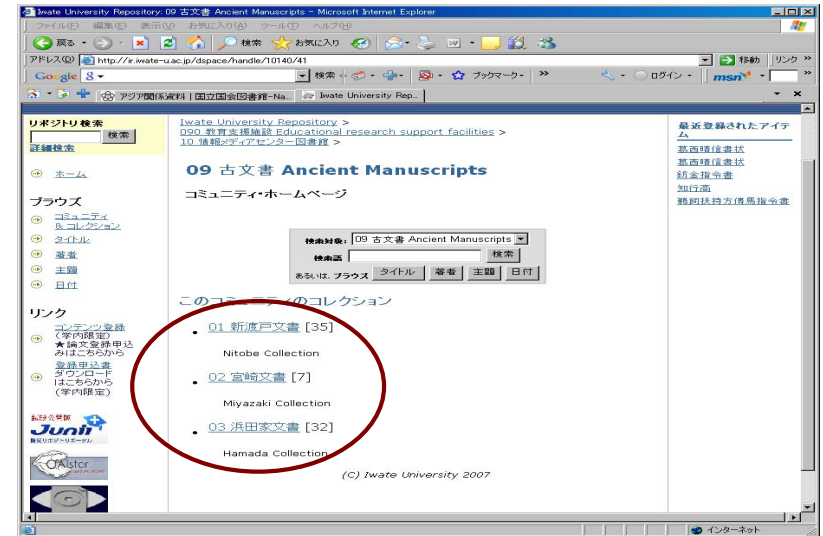 Iwate University Repository: 09 古文書 Ancient Manuscripts - Microsoft Internet Explorer
ファイル(F) 編集(E) 表示(V) お気に入り(A) ツール(T) ヘルプ(H)
戻る 検索 お気に入り
アドレス(D) http://ir.iwate-u.ac.jp/dspace/handle/10140/41 移動 リンク »
Google 検索 ブックマーク ログイン msn
アジア関係資料 | 国立国会図書館-Na.. Iwate University Rep..
リポジトリ検索
検索
詳細検索
ホーム
ブラウズ
コミュニティ
& コレクション
タイトル
著者
主題
日付
リンク
コンテンツ登録
(学内限定)
★論文登録申込
みはこちらから
登録申込書
ダウンロード
はこちらから
(学内限定)
Junii
OAIster
Iwate University Repository >
090 教育支援施設 Educational research support facilities >
10 情報メディアセンター図書館 >
09 古文書 Ancient Manuscripts
コミュニティ・ホームページ
検索対象: 09 古文書 Ancient Manuscripts
検索語 検索
あるいは、ブラウズ タイトル 著者 主題 日付
このコミュニティのコレクション
• 01 新渡戸文書 [35]
Nitobe Collection
• 02 宮崎文書 [7]
Miyazaki Collection
• 03 浜田家文書 [32]
Hamada Collection
(C) Iwate University 2007
最近登録されたアイテ
ム
葛西晴信書状
葛西晴信書状
知行高
インターネット